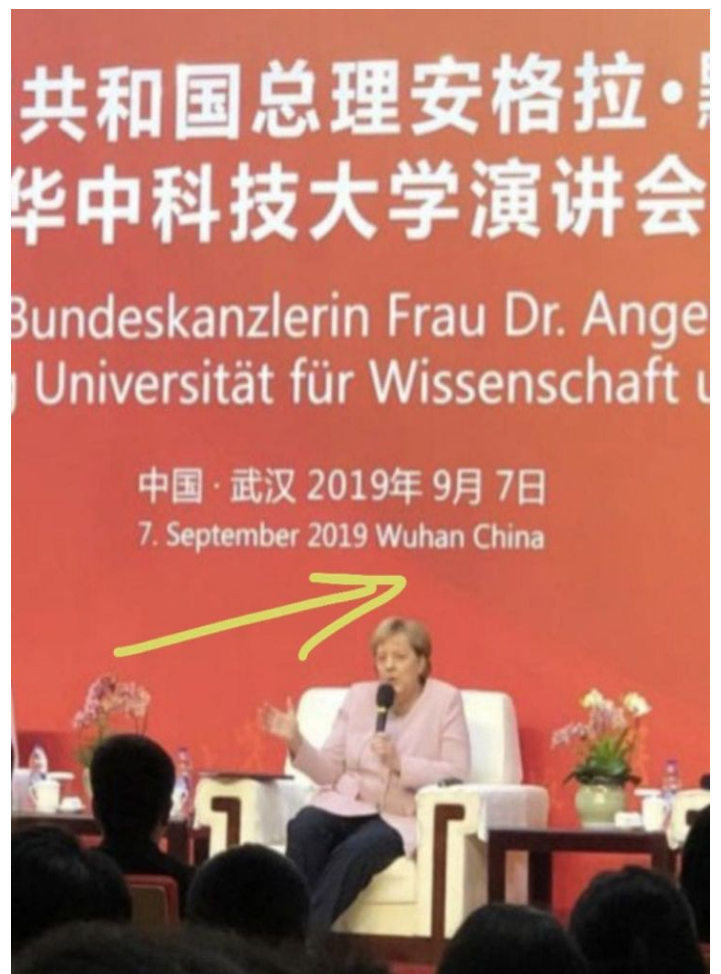 共和国总理安格拉·
华中科技大学演讲会
Bundeskanzlerin Frau Dr. Ange
Universität für Wissenschaft u
中国·武汉 2019年 9月 7日
7. September 2019 Wuhan China